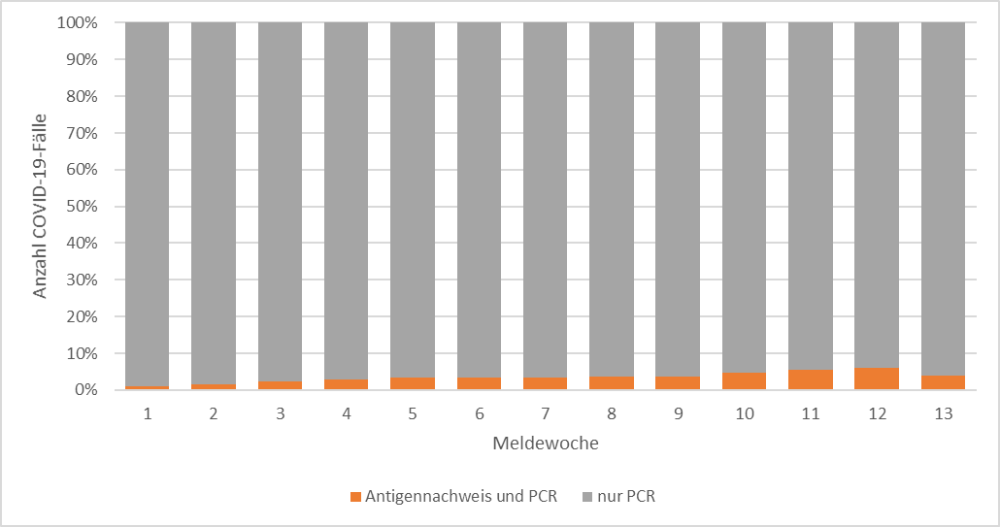 100%
90%
80%
70%
60%
50%
40%
30%
20%
10%
0%
Anzahl COVID-19-Fälle
1 2 3 4 5 6 7 8 9 10 11 12 13
Meldewoche
Antigennachweis und PCR nur PCR